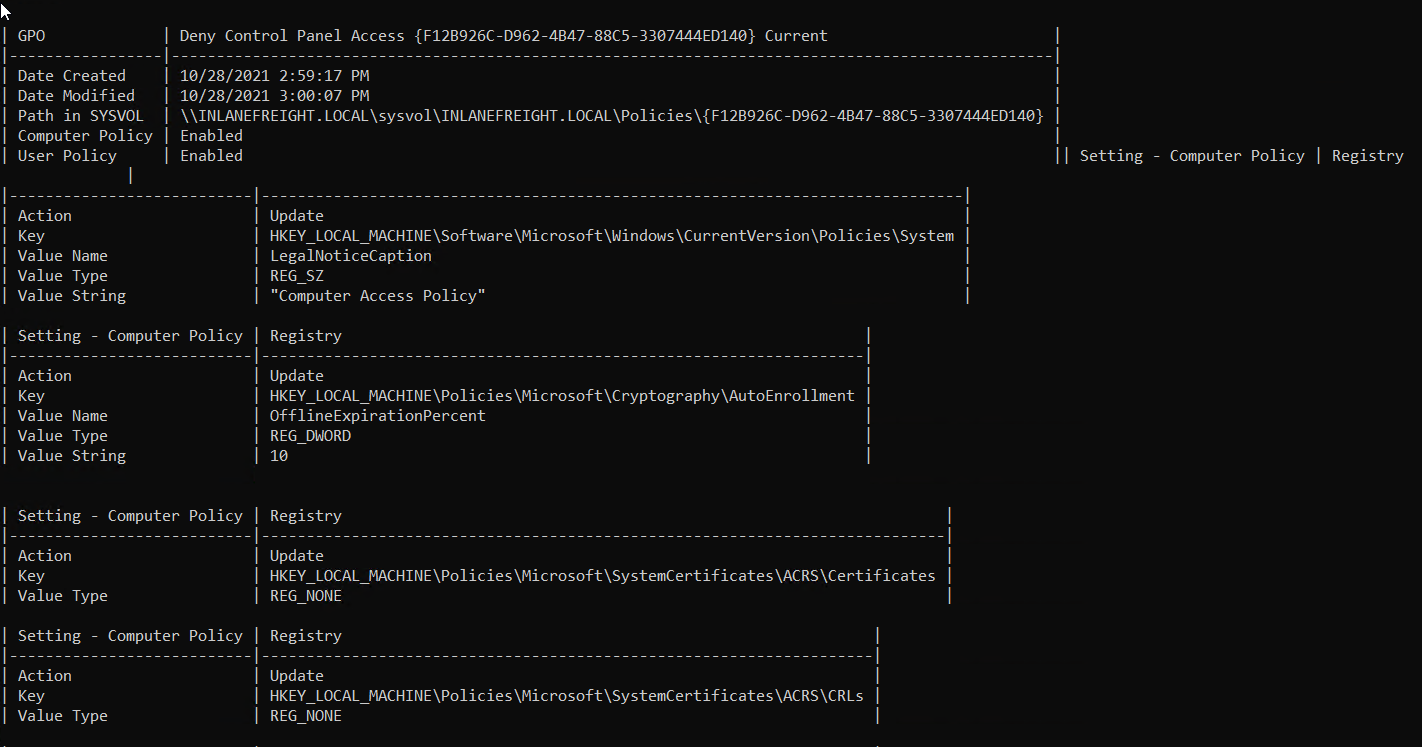 | GPO | Deny Control Panel Access {F12B926C-D962-4B47-88C5-3307444ED140} Current |
|-----------------|--------------------------------------------------------------------------------------------------|
| Date Created | 10/28/2021 2:59:17 PM |
| Date Modified | 10/28/2021 3:00:07 PM |
| Path in SYSVOL | \\INLANEFREIGHT.LOCAL\sysvol\INLANEFREIGHT.LOCAL\Policies\{F12B926C-D962-4B47-88C5-3307444ED140} |
| Computer Policy | Enabled |
| User Policy | Enabled || Setting - Computer Policy | Registry
|
|---------------------------|------------------------------------------------------------------------------|
| Action | Update |
| Key | HKEY_LOCAL_MACHINE\Software\Microsoft\Windows\CurrentVersion\Policies\System |
| Value Name | LegalNoticeCaption |
| Value Type | REG_SZ |
| Value String | "Computer Access Policy" |
| Setting - Computer Policy | Registry |
|---------------------------|-------------------------------------------------------------------|
| Action | Update |
| Key | HKEY_LOCAL_MACHINE\Policies\Microsoft\Cryptography\AutoEnrollment |
| Value Name | OfflineExpirationPercent |
| Value Type | REG_DWORD |
| Value String | 10 |
| Setting - Computer Policy | Registry |
|---------------------------|----------------------------------------------------------------------------|
| Action | Update |
| Key | HKEY_LOCAL_MACHINE\Policies\Microsoft\SystemCertificates\ACRS\Certificates |
| Value Type | REG_NONE |
| Setting - Computer Policy | Registry |
|---------------------------|--------------------------------------------------------------------|
| Action | Update |
| Key | HKEY_LOCAL_MACHINE\Policies\Microsoft\SystemCertificates\ACRS\CRLs |
| Value Type | REG_NONE |